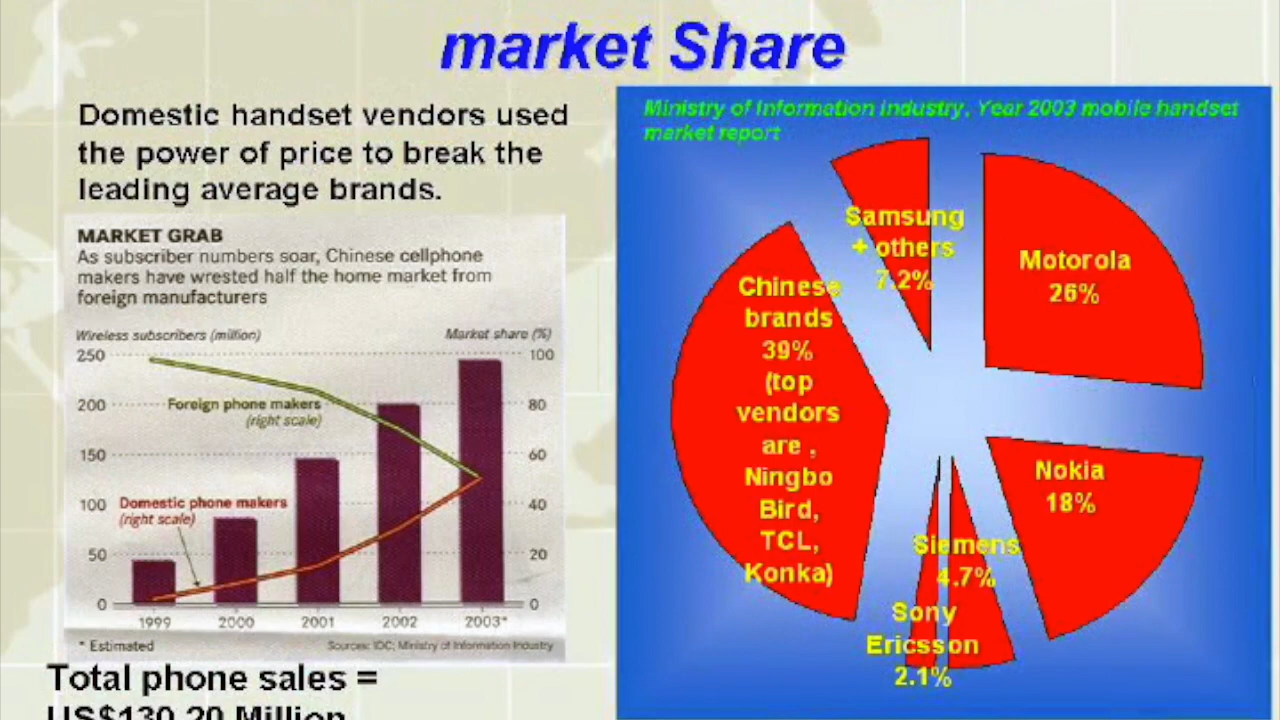 market Share
Domestic handset vendors used
the power of price to break the
leading average brands.
MARKET GRAB
As subscriber numbers soar, Chinese cellphone
makers have wrested half the home market from
foreign manufacturers
Wireless subscribers (million)
Market share (%)
250
200
150
100
50
0
100
80
60
40
20
0
Foreign phone makers
(right scale)
Domestic phone makers
(right scale)
1999 2000 2001 2002 2003*
* Estimated
Sources: IDC; Ministry of Information Industry
Total phone sales =
US$130.20 Million
Ministry of Information Industry, Year 2003 mobile handset
market report
Samsung
+ others
7.2%
Motorola
26%
Chinese
brands
39%
(top
vendors
are ,
Ningbo
Bird,
TCL,
Konka)
Nokia
18%
Siemens
4.7%
Sony
Ericsson
2.1%